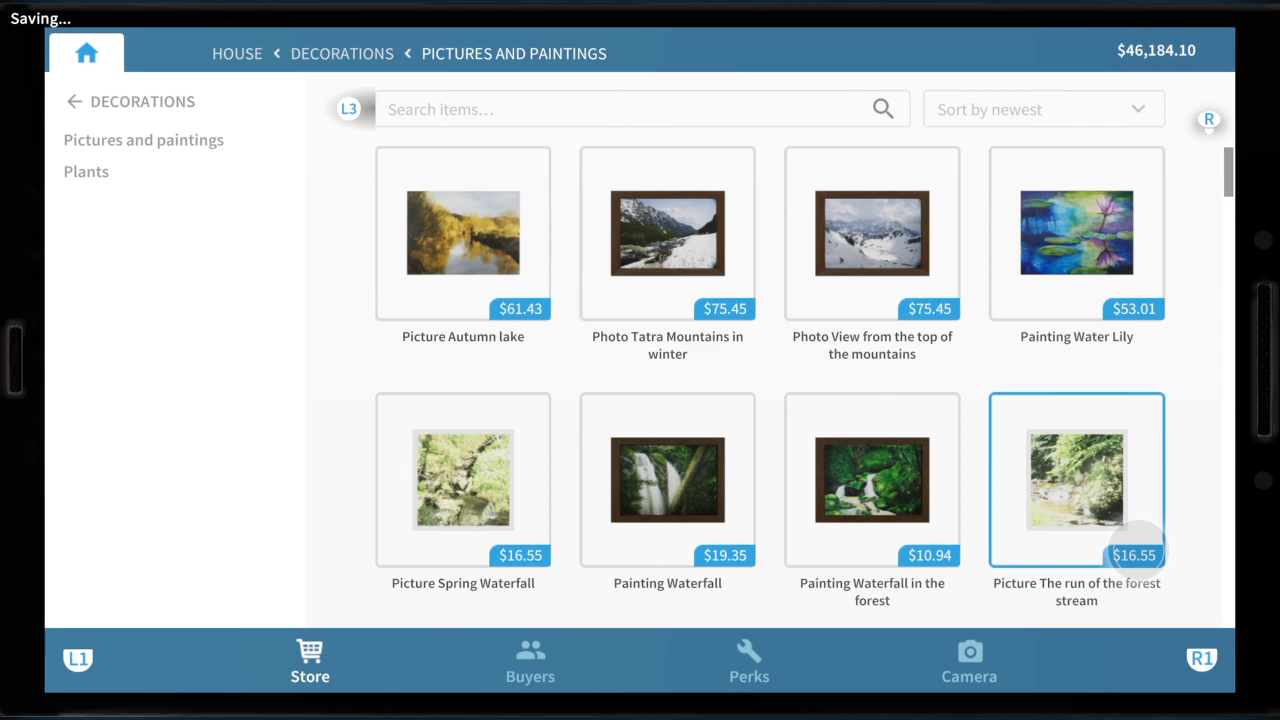 Saving...
HOUSE < DECORATIONS < PICTURES AND PAINTINGS
$46,184.10
DECORATIONS
Pictures and paintings
Plants
L3
Search items...
Sort by newest
R
$61.43
$75.45
$75.45
$53.01
Picture Autumn lake
Photo Tatra Mountains in
winter
Photo View from the top of
the mountains
Painting Water Lily
$16.55
$19.35
$10.94
$16.55
Picture Spring Waterfall
Painting Waterfall
Painting Waterfall in the
forest
Picture The run of the forest
stream
L1
Store
Buyers
Perks
Camera
R1